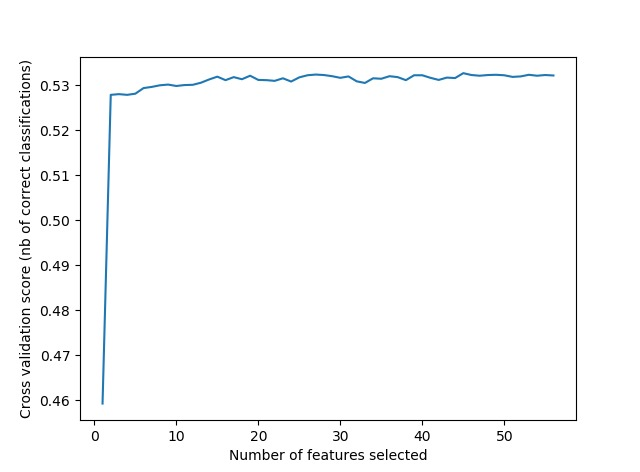 Cross validation score (nb of correct classifications)
0.53
0.52
0.51
0.50
0.49
0.48
0.47
0.46
0 10 20 30 40 50
Number of features selected